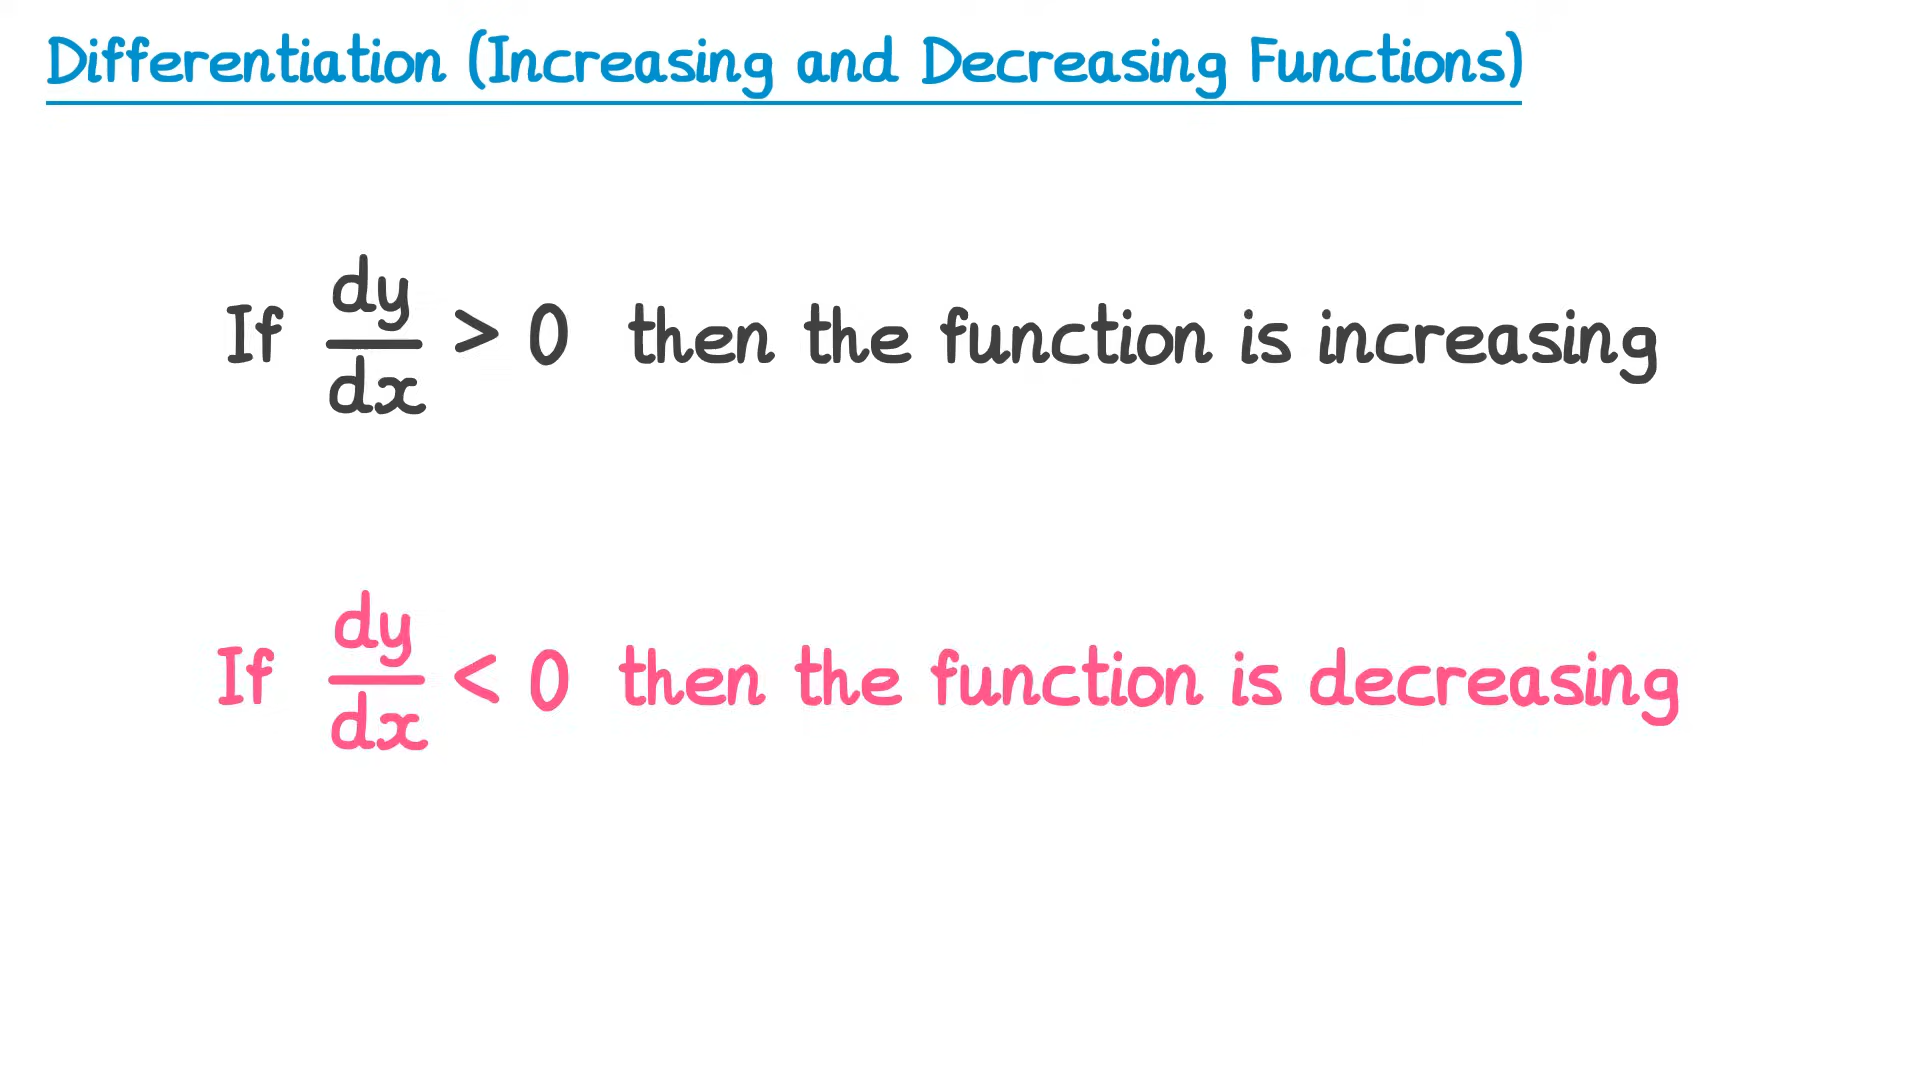 Differentiation (Increasing and Decreasing Functions)
If dy/dx > 0 then the function is increasing
If dy/dx < 0 then the function is decreasing